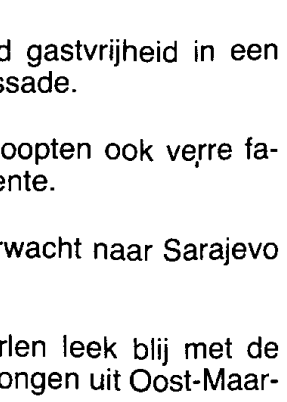 d gastvrijheid in een
ssade.
oopten ook verre fa-
ente.
rwacht naar Sarajevo
rlen leek blij met de
ongen uit Oost-Maar-